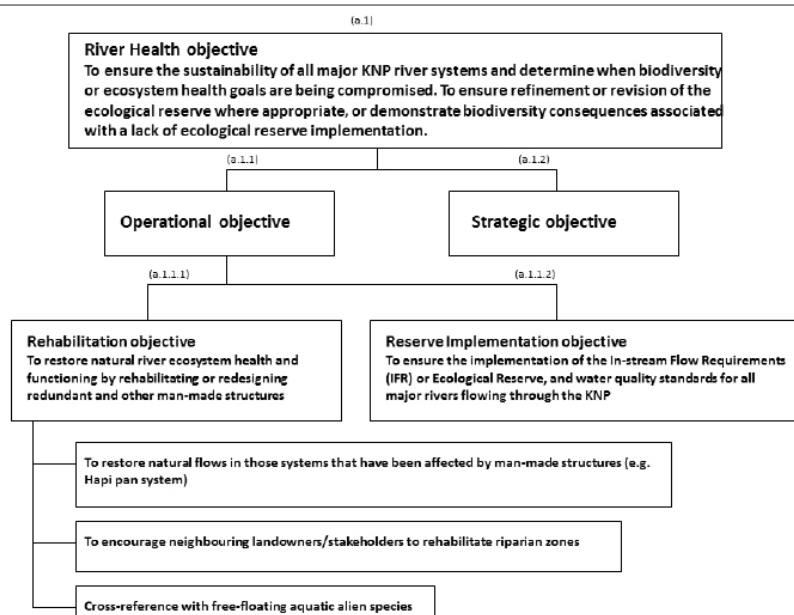 (a.1)
River Health objective
To ensure the sustainability of all major KNP river systems and determine when biodiversity
or ecosystem health goals are being compromised. To ensure refinement or revision of the
ecological reserve where appropriate, or demonstrate biodiversity consequences associated
with a lack of ecological reserve implementation.
(a.1.1)
(a.1.2)
Operational objective
Strategic objective
(a.1.1.1)
(a.1.1.2)
Rehabilitation objective
To restore natural river ecosystem health and
functioning by rehabilitating or redesigning
redundant and other man-made structures
Reserve Implementation objective
To ensure the implementation of the In-stream Flow Requirements
(IFR) or Ecological Reserve, and water quality standards for all
major rivers flowing through the KNP
To restore natural flows in those systems that have been affected by man-made structures (e.g.
Hapi pan system)
To encourage neighbouring landowners/stakeholders to rehabilitate riparian zones
Cross-reference with free-floating aquatic alien species